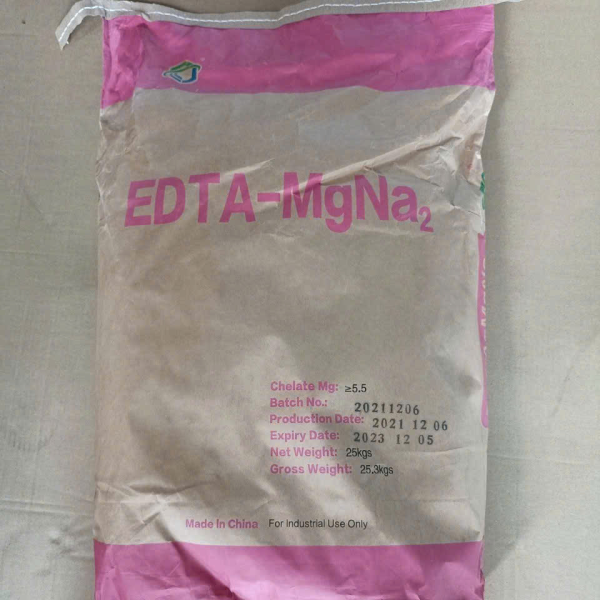 EDTA-MgNa₂
Chelate Mg: ≥5.5
Batch No.: 20211206
Production Date: 2021 12 06
Expiry Date: 2023 12 05
Net Weight: 25kgs
Gross Weight: 25.3kgs
Made In China For Industrial Use Only